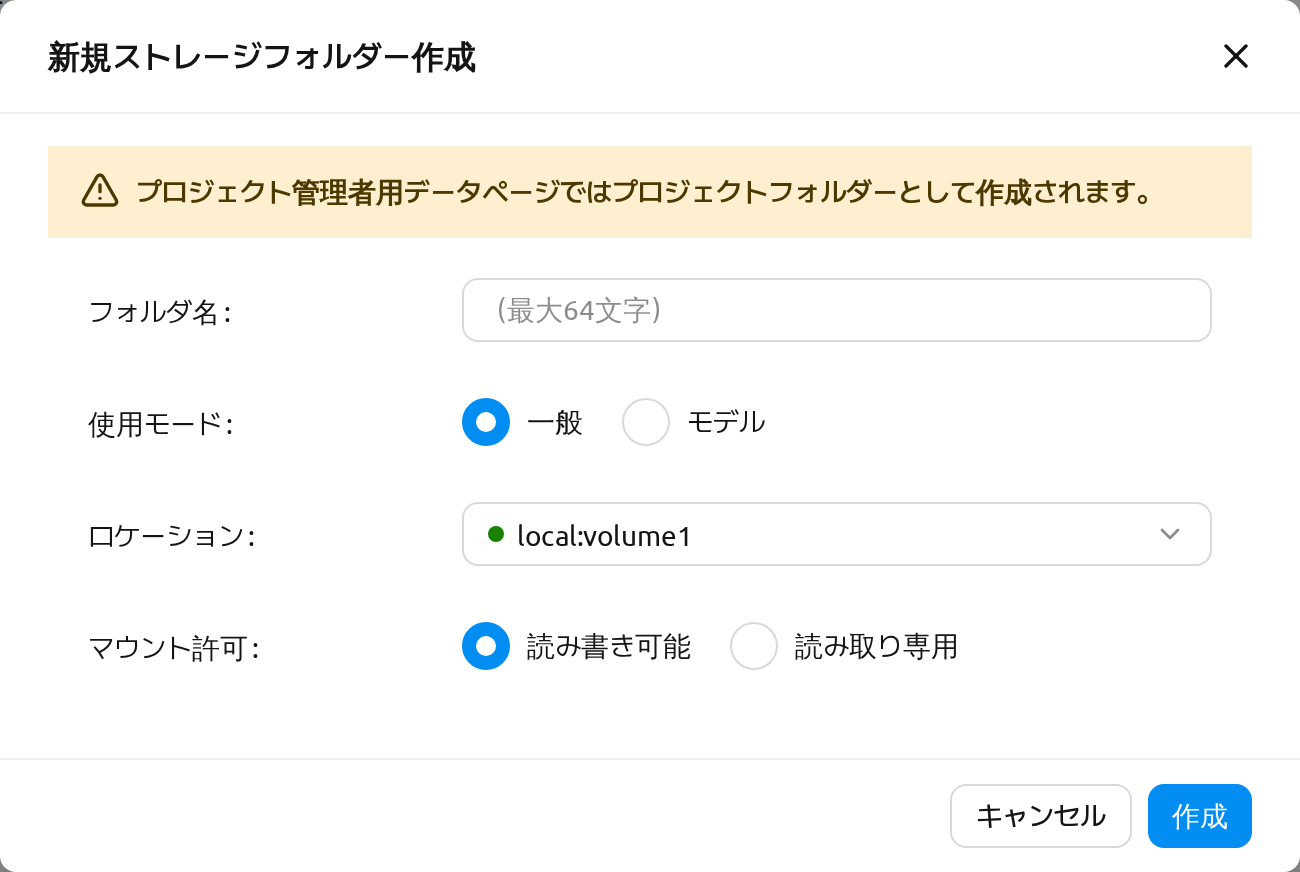 新規ストレージフォルダー作成
プロジェクト管理者用データページではプロジェクトフォルダーとして作成されます。
フォルダ名:
(最大64文字)
使用モード:
一般 モデル
ロケーション:
local:volume1
マウント許可:
読み書き可能 読み取り専用
キャンセル 作成